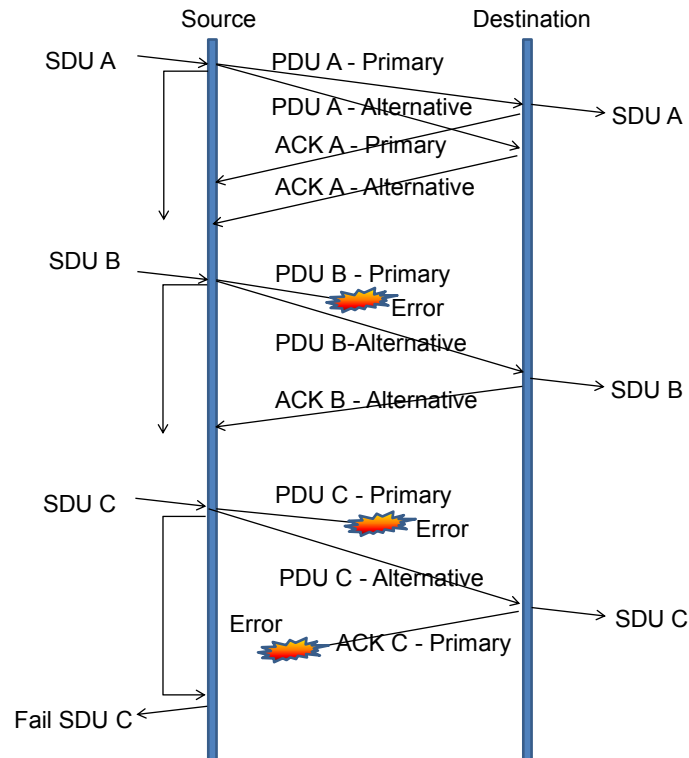 Source
Destination
SDU A
PDU A - Primary
PDU A - Alternative
SDU A
ACK A - Primary
ACK A - Alternative
SDU B
PDU B - Primary
Error
PDU B-Alternative
SDU B
ACK B - Alternative
SDU C
PDU C - Primary
Error
PDU C - Alternative
SDU C
Error
ACK C - Primary
Fail SDU C